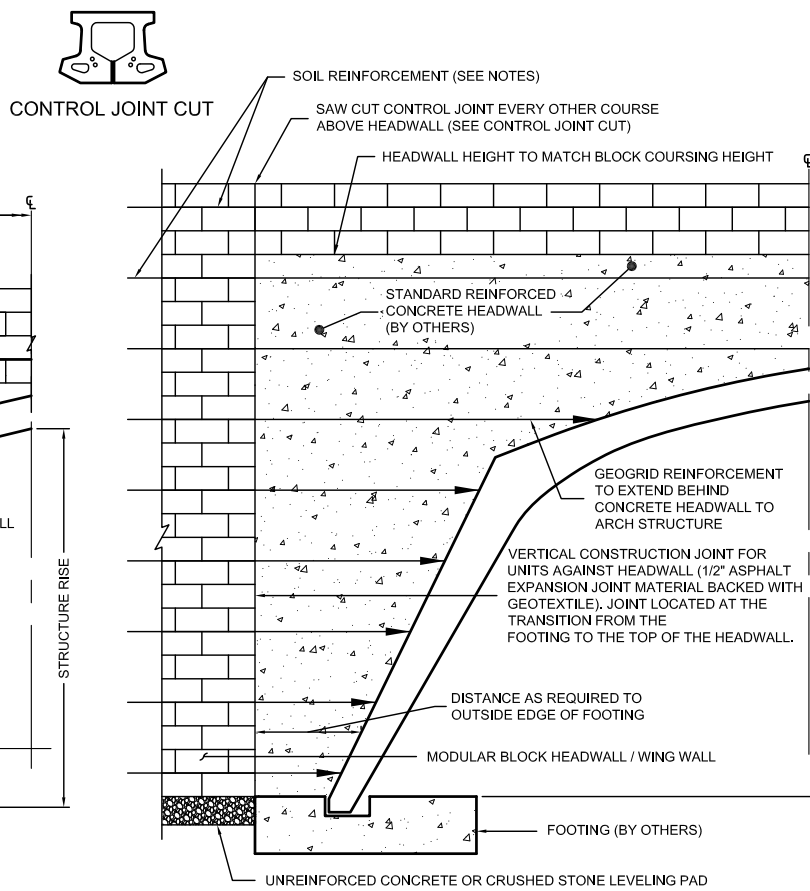 CONTROL JOINT CUT
SOIL REINFORCEMENT (SEE NOTES)
SAW CUT CONTROL JOINT EVERY OTHER COURSE
ABOVE HEADWALL (SEE CONTROL JOINT CUT)
HEADWALL HEIGHT TO MATCH BLOCK COURSING HEIGHT
℄
℄
STANDARD REINFORCED
CONCRETE HEADWALL
(BY OTHERS)
GEOGRID REINFORCEMENT
TO EXTEND BEHIND
CONCRETE HEADWALL TO
ARCH STRUCTURE
LL
STRUCTURE RISE
VERTICAL CONSTRUCTION JOINT FOR
UNITS AGAINST HEADWALL (1/2" ASPHALT
EXPANSION JOINT MATERIAL BACKED WITH
GEOTEXTILE). JOINT LOCATED AT THE
TRANSITION FROM THE
FOOTING TO THE TOP OF THE HEADWALL.
DISTANCE AS REQUIRED TO
OUTSIDE EDGE OF FOOTING
MODULAR BLOCK HEADWALL / WING WALL
FOOTING (BY OTHERS)
UNREINFORCED CONCRETE OR CRUSHED STONE LEVELING PAD